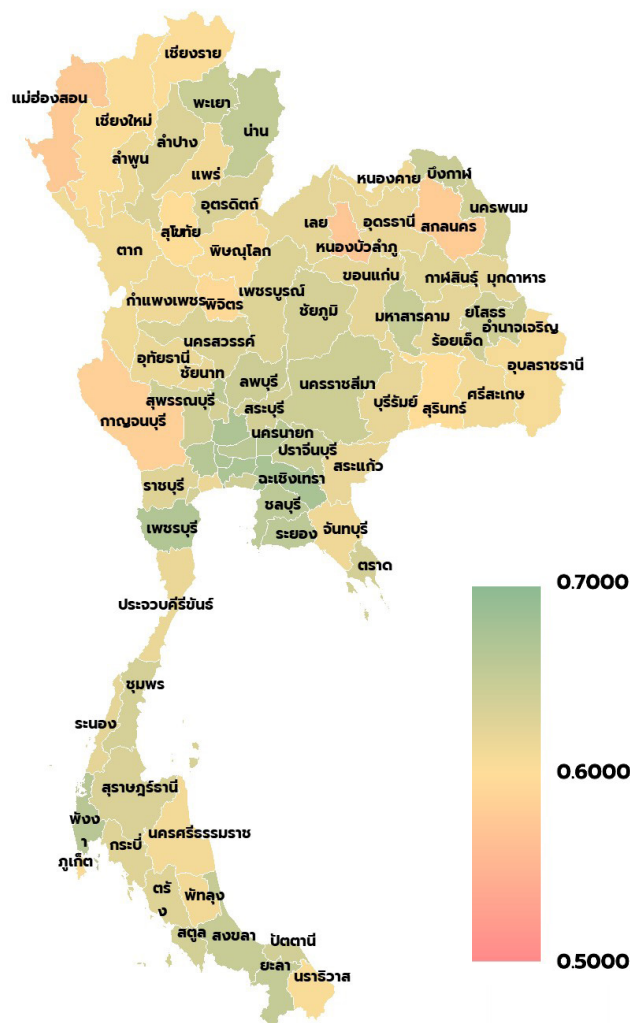 เชียงราย
แม่ฮ่องสอน
พะเยา
เชียงใหม่
น่าน
ลำปาง
ลำพูน
แพร่
หนองคาย
บึงกาฬ
อุตรดิตถ์
นครพนม
เลย
อุดรธานี
สกลนคร
สุโขทัย
ตาก
พิษณุโลก
หนองบัวลำภู
ขอนแก่น
กาฬสินธุ์
มุกดาหาร
เพชรบูรณ์
กำแพงเพชร
พิจิตร
ชัยภูมิ
มหาสารคาม
ยโสธร
อำนาจเจริญ
นครสวรรค์
ร้อยเอ็ด
อุทัยธานี
ชัยนาท
อุบลราชธานี
ลพบุรี
นครราชสีมา
สุพรรณบุรี
บุรีรัมย์
สุรินทร์
ศรีสะเกษ
กาญจนบุรี
สระบุรี
นครนายก
ปราจีนบุรี
สระแก้ว
ราชบุรี
ฉะเชิงเทรา
ชลบุรี
เพชรบุรี
ระยอง
จันทบุรี
ตราด
0.7000
ประจวบคีรีขันธ์
ชุมพร
ระนอง
0.6000
สุราษฎร์ธานี
พังง
า
นครศรีธรรมราช
กระบี่
ภูเก็ต
ตรั
ง
พัทลุง
สตูล
สงขลา
ปัตตานี
ยะลา
นราธิวาส
0.5000